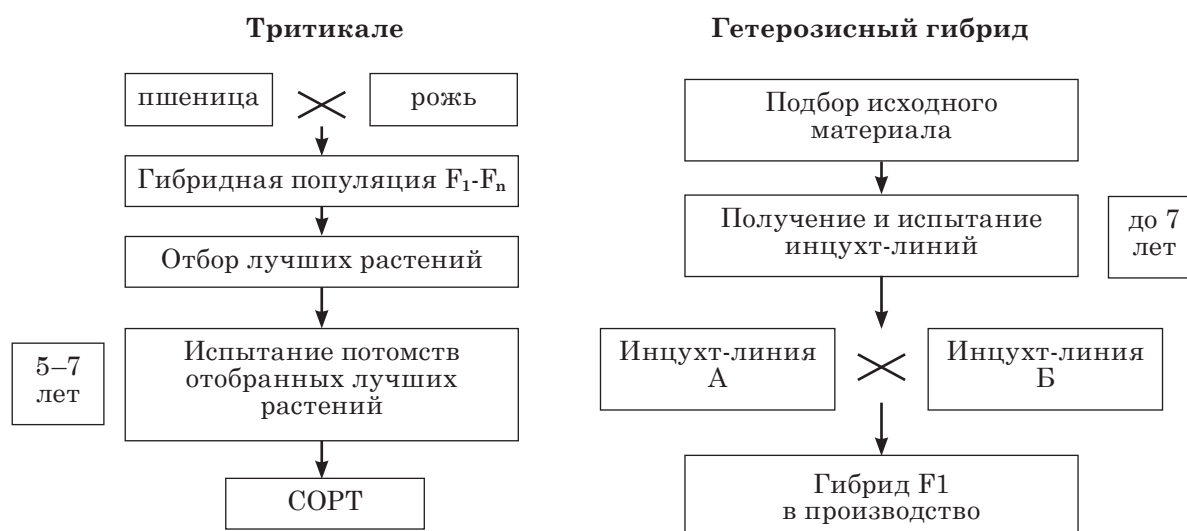 Тритикале
пшеница
рожь
Гибридная популяция F₁-Fₙ
Отбор лучших растений
5–7
лет
Испытание потомств
отобранных лучших
растений
СОРТ
Гетерозисный гибрид
Подбор исходного
материала
Получение и испытание
инцухт-линий
до 7
лет
Инцухт-линия
А
Инцухт-линия
Б
Гибрид F1
в производство